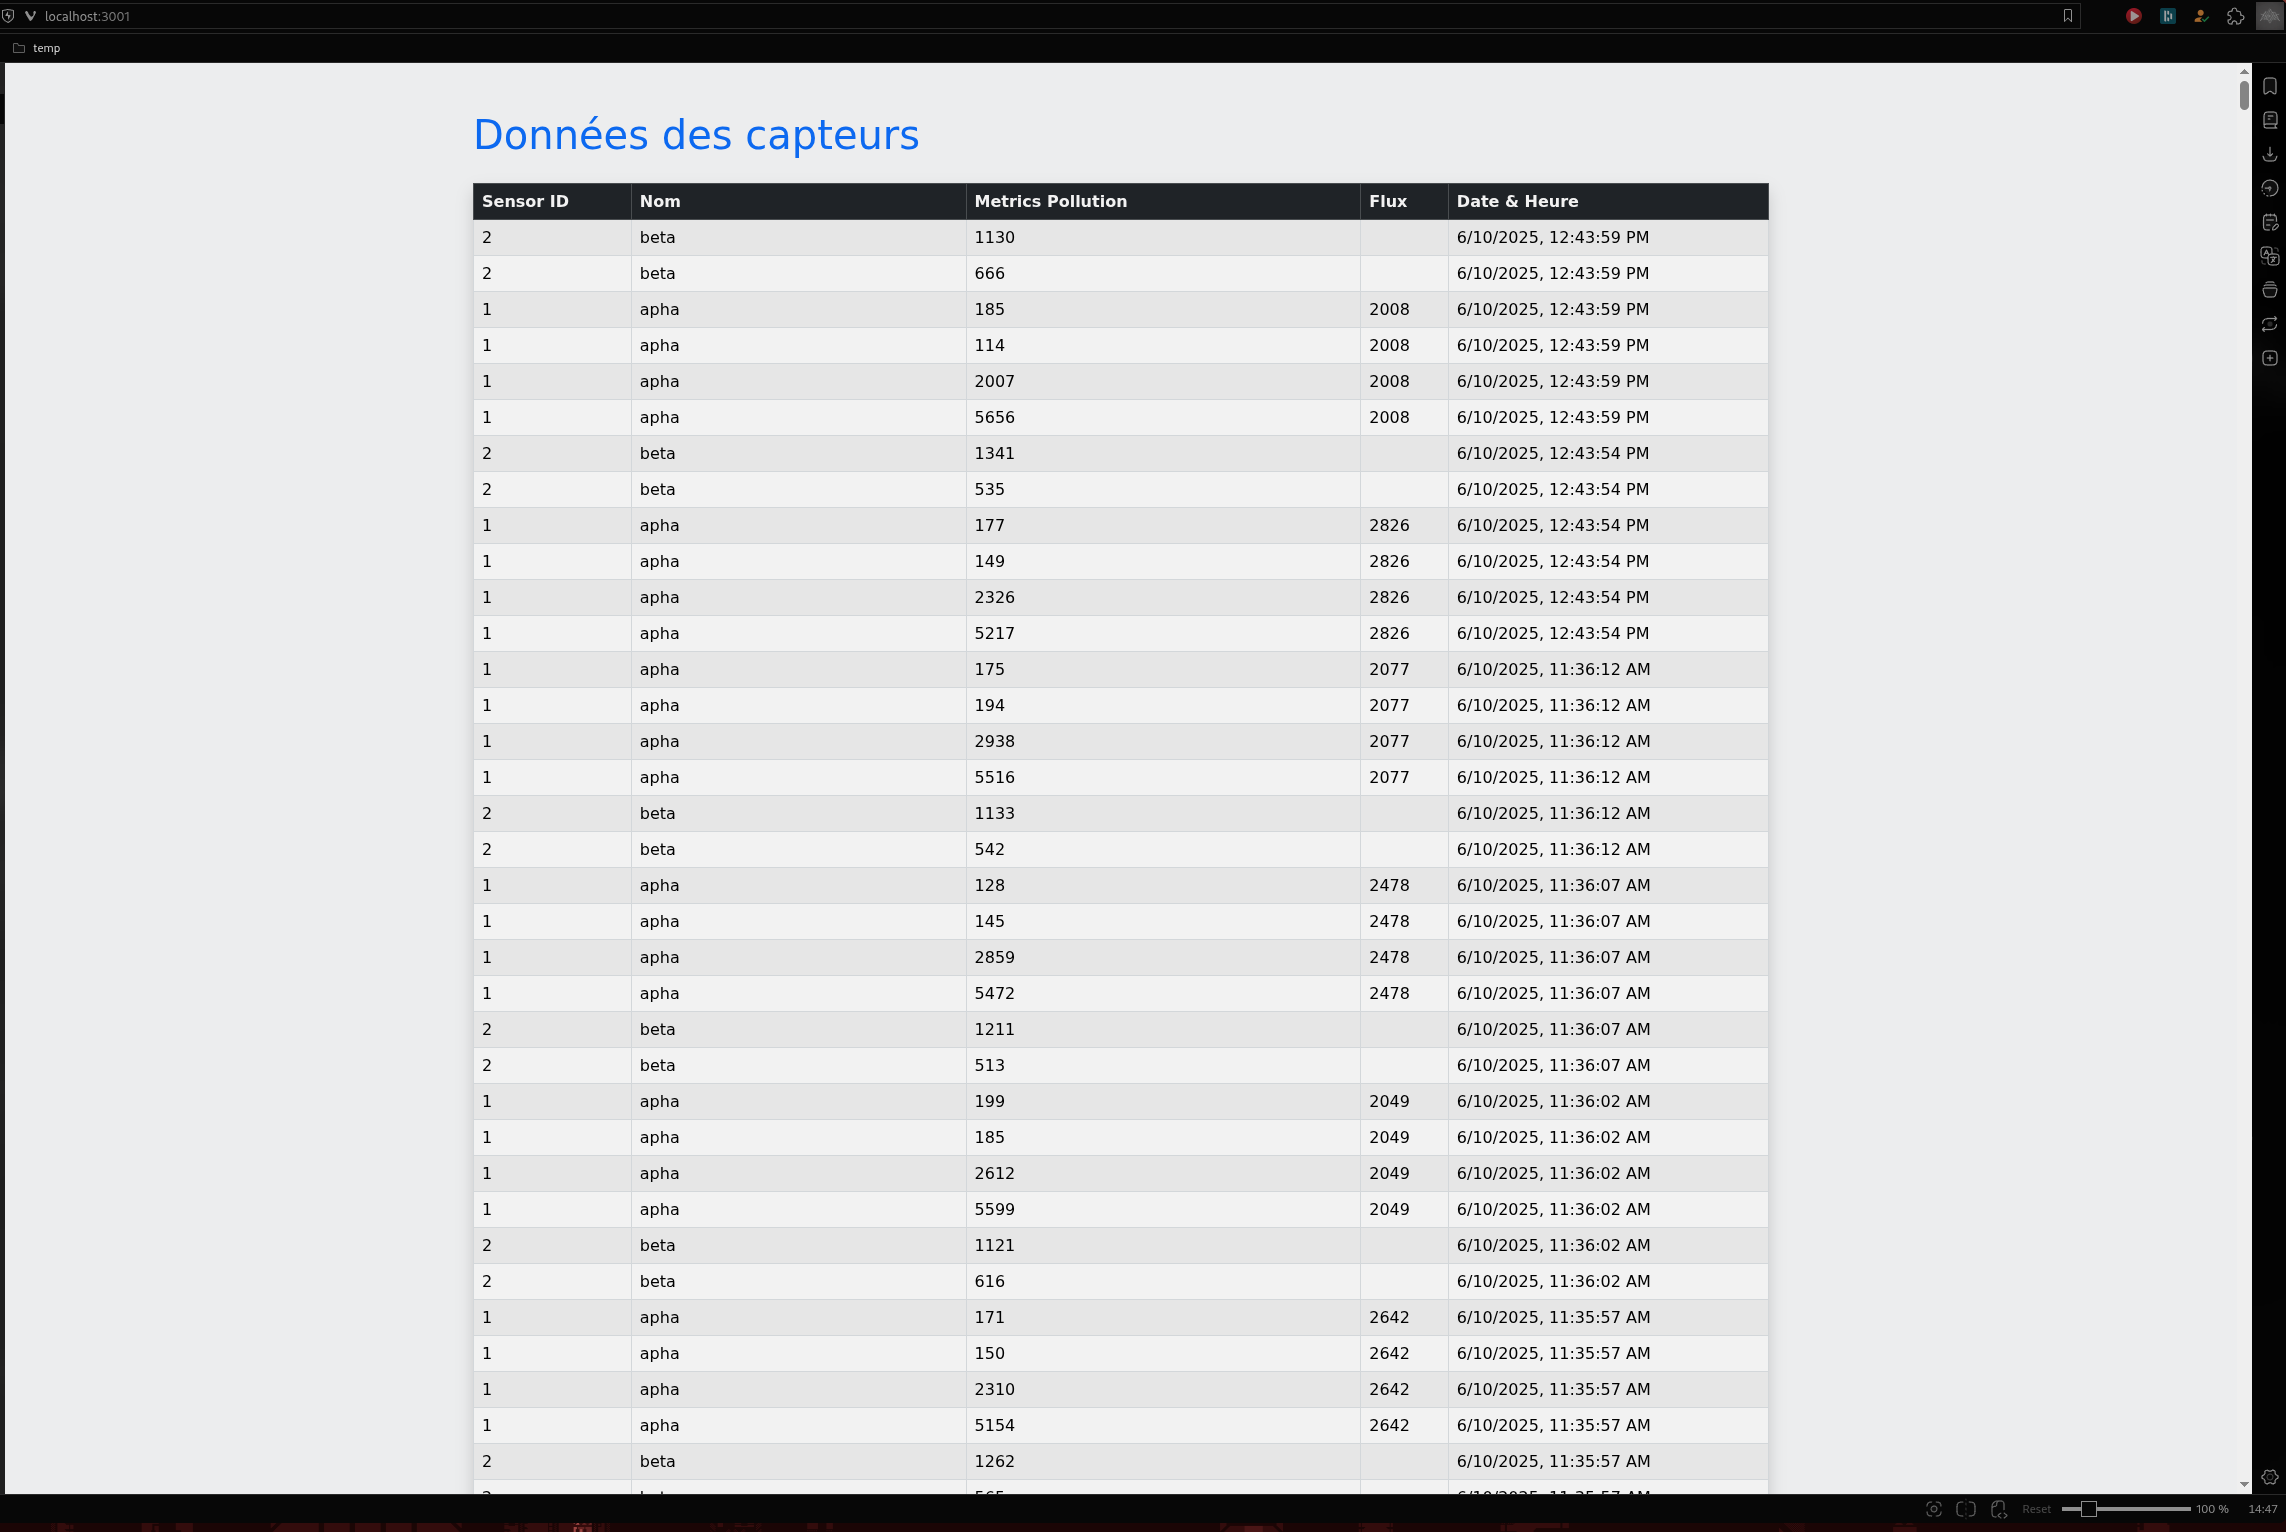 localhost:3001
temp
Données des capteurs
Sensor ID Nom Metrics Pollution Flux Date & Heure
2 beta 1130 6/10/2025, 12:43:59 PM
2 beta 666 6/10/2025, 12:43:59 PM
1 apha 185 2008 6/10/2025, 12:43:59 PM
1 apha 114 2008 6/10/2025, 12:43:59 PM
1 apha 2007 2008 6/10/2025, 12:43:59 PM
1 apha 5656 2008 6/10/2025, 12:43:59 PM
2 beta 1341 6/10/2025, 12:43:54 PM
2 beta 535 6/10/2025, 12:43:54 PM
1 apha 177 2826 6/10/2025, 12:43:54 PM
1 apha 149 2826 6/10/2025, 12:43:54 PM
1 apha 2326 2826 6/10/2025, 12:43:54 PM
1 apha 5217 2826 6/10/2025, 12:43:54 PM
1 apha 175 2077 6/10/2025, 11:36:12 AM
1 apha 194 2077 6/10/2025, 11:36:12 AM
1 apha 2938 2077 6/10/2025, 11:36:12 AM
1 apha 5516 2077 6/10/2025, 11:36:12 AM
2 beta 1133 6/10/2025, 11:36:12 AM
2 beta 542 6/10/2025, 11:36:12 AM
1 apha 128 2478 6/10/2025, 11:36:07 AM
1 apha 145 2478 6/10/2025, 11:36:07 AM
1 apha 2859 2478 6/10/2025, 11:36:07 AM
1 apha 5472 2478 6/10/2025, 11:36:07 AM
2 beta 1211 6/10/2025, 11:36:07 AM
2 beta 513 6/10/2025, 11:36:07 AM
1 apha 199 2049 6/10/2025, 11:36:02 AM
1 apha 185 2049 6/10/2025, 11:36:02 AM
1 apha 2612 2049 6/10/2025, 11:36:02 AM
1 apha 5599 2049 6/10/2025, 11:36:02 AM
2 beta 1121 6/10/2025, 11:36:02 AM
2 beta 616 6/10/2025, 11:36:02 AM
1 apha 171 2642 6/10/2025, 11:35:57 AM
1 apha 150 2642 6/10/2025, 11:35:57 AM
1 apha 2310 2642 6/10/2025, 11:35:57 AM
1 apha 5154 2642 6/10/2025, 11:35:57 AM
2 beta 1262 6/10/2025, 11:35:57 AM
Reset 100 % 14:47